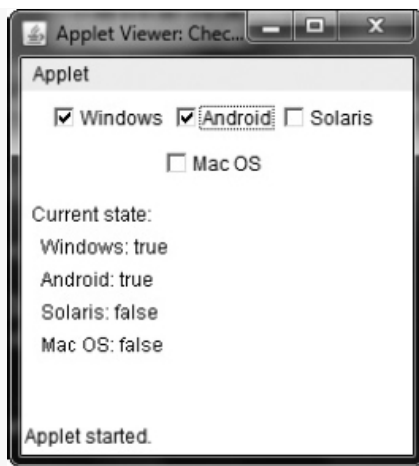 Applet Viewer: Chec...
Applet
Windows Android Solaris
Mac OS
Current state:
Windows: true
Android: true
Solaris: false
Mac OS: false
Applet started.